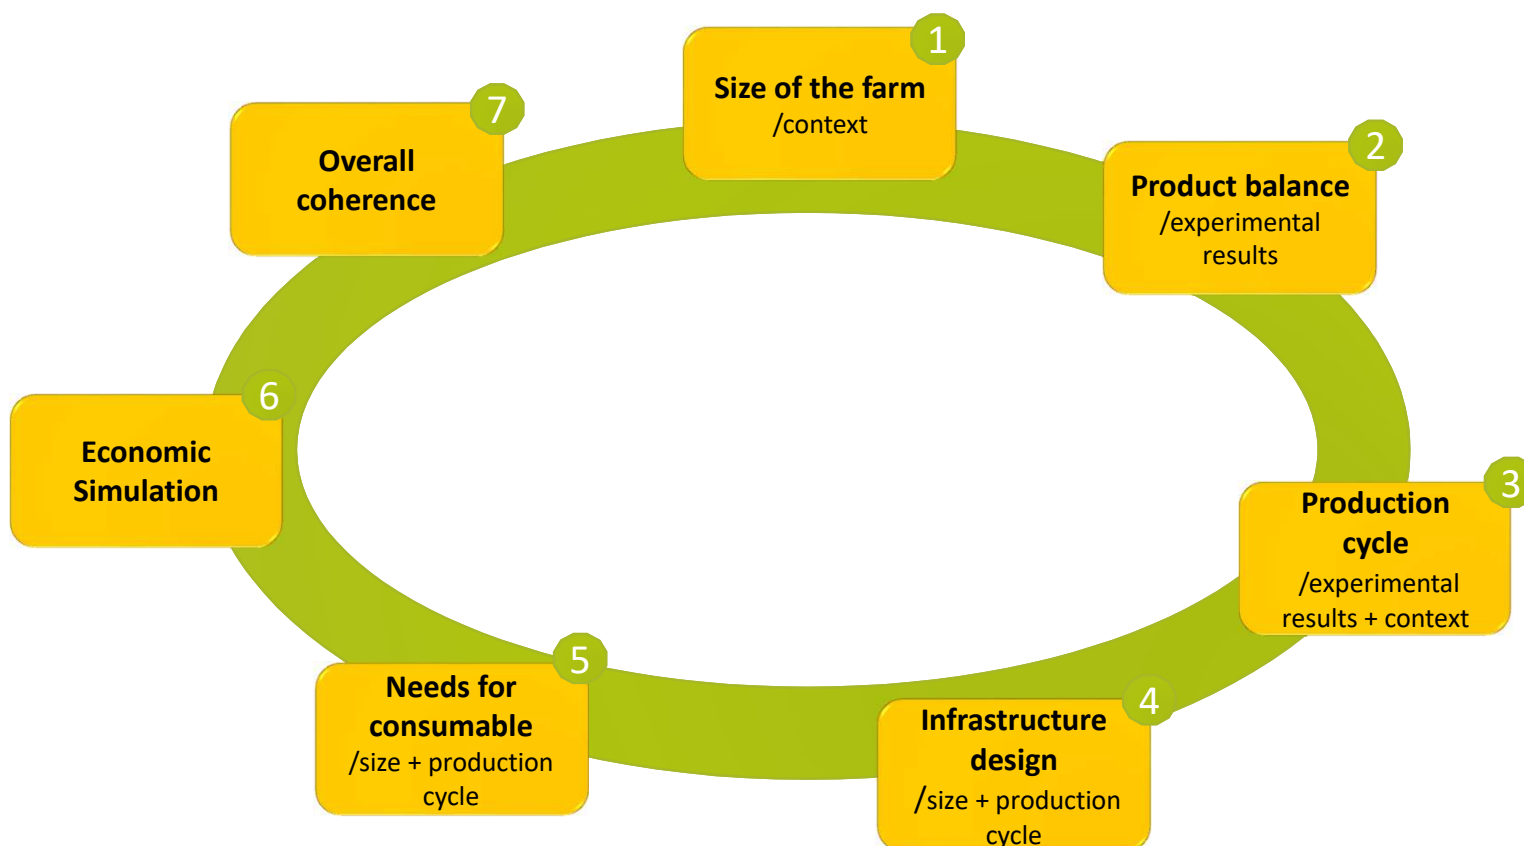 1
Size of the farm
/context
2
Product balance
/experimental
results
3
Production
cycle
/experimental
results + context
4
Infrastructure
design
/size + production
cycle
5
Needs for
consumable
/size + production
cycle
6
Economic
Simulation
7
Overall
coherence